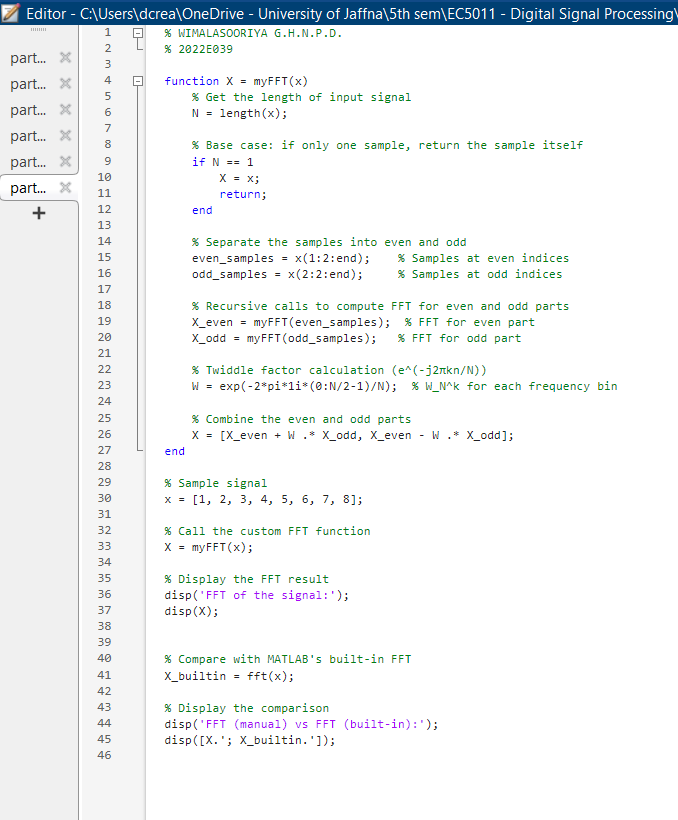 Editor - C:\Users\dcrea\OneDrive - University of Jaffna\5th sem\EC5011 - Digital Signal Processing\
part...
part...
part...
part...
part...
part...
1 % WIMALASOORIYA G.H.N.P.D.
2 % 2022E039
3
4 function X = myFFT(x)
5 % Get the length of input signal
6 N = length(x);
7
8 % Base case: if only one sample, return the sample itself
9 if N == 1
10 X = x;
11 return;
12 end
13
14 % Separate the samples into even and odd
15 even_samples = x(1:2:end); % Samples at even indices
16 odd_samples = x(2:2:end); % Samples at odd indices
17
18 % Recursive calls to compute FFT for even and odd parts
19 X_even = myFFT(even_samples); % FFT for even part
20 X_odd = myFFT(odd_samples); % FFT for odd part
21
22 % Twiddle factor calculation (e^(-j2πkn/N))
23 W = exp(-2*pi*1i*(0:N/2-1)/N); % W_N^k for each frequency bin
24
25 % Combine the even and odd parts
26 X = [X_even + W .* X_odd, X_even - W .* X_odd];
27 end
28
29 % Sample signal
30 x = [1, 2, 3, 4, 5, 6, 7, 8];
31
32 % Call the custom FFT function
33 X = myFFT(x);
34
35 % Display the FFT result
36 disp('FFT of the signal:');
37 disp(X);
38
39
40 % Compare with MATLAB's built-in FFT
41 X_builtin = fft(x);
42
43 % Display the comparison
44 disp('FFT (manual) vs FFT (built-in):');
45 disp([X.'; X_builtin.']);
46